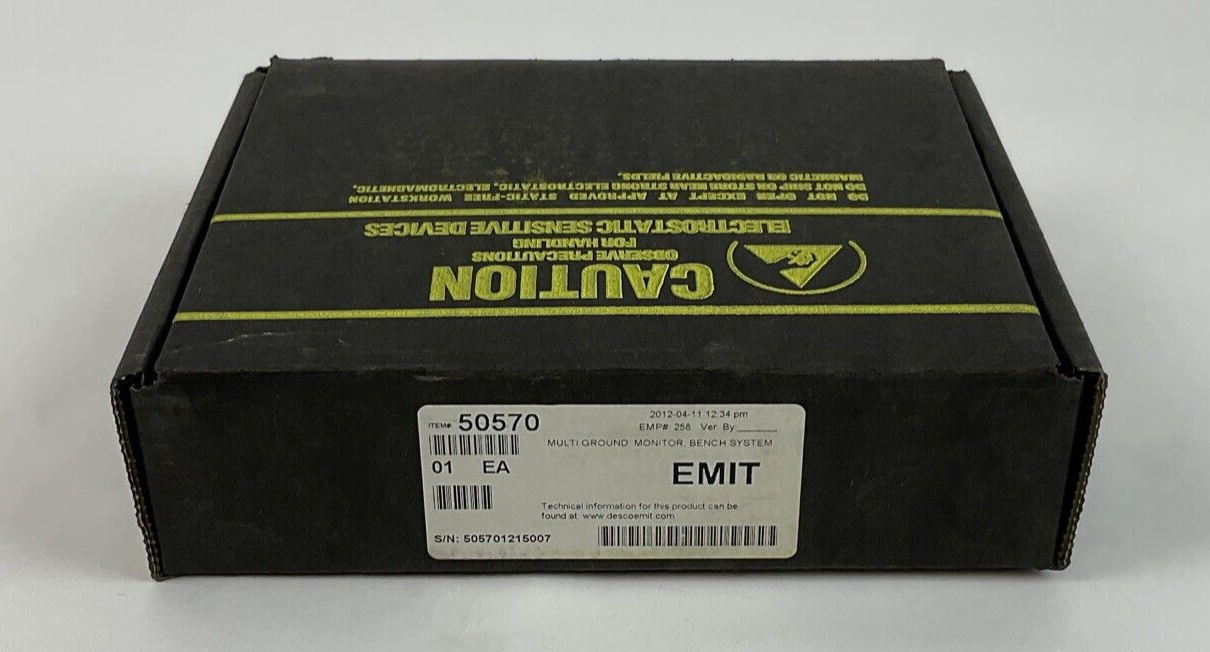 CAUTION
OBSERVE PRECAUTIONS
FOR HANDLING
ELECTROSTATIC SENSITIVE DEVICES
DO NOT OPEN EXCEPT AT APPROVED STATIC-FREE WORKSTATION
DO NOT SHIP OR STORE NEAR STRONG ELECTROSTATIC, ELECTROMAGNETIC,
MAGNETIC OR RADIOACTIVE FIELDS.
ITEM# 50570
2012-04-11 12:34 pm
EMP#: 258 Ver. By
MULTI GROUND MONITOR, BENCH SYSTEM
01 EA
EMIT
Technical information for this product can be
found at: www.descoemit.com
S/N: 505701215007